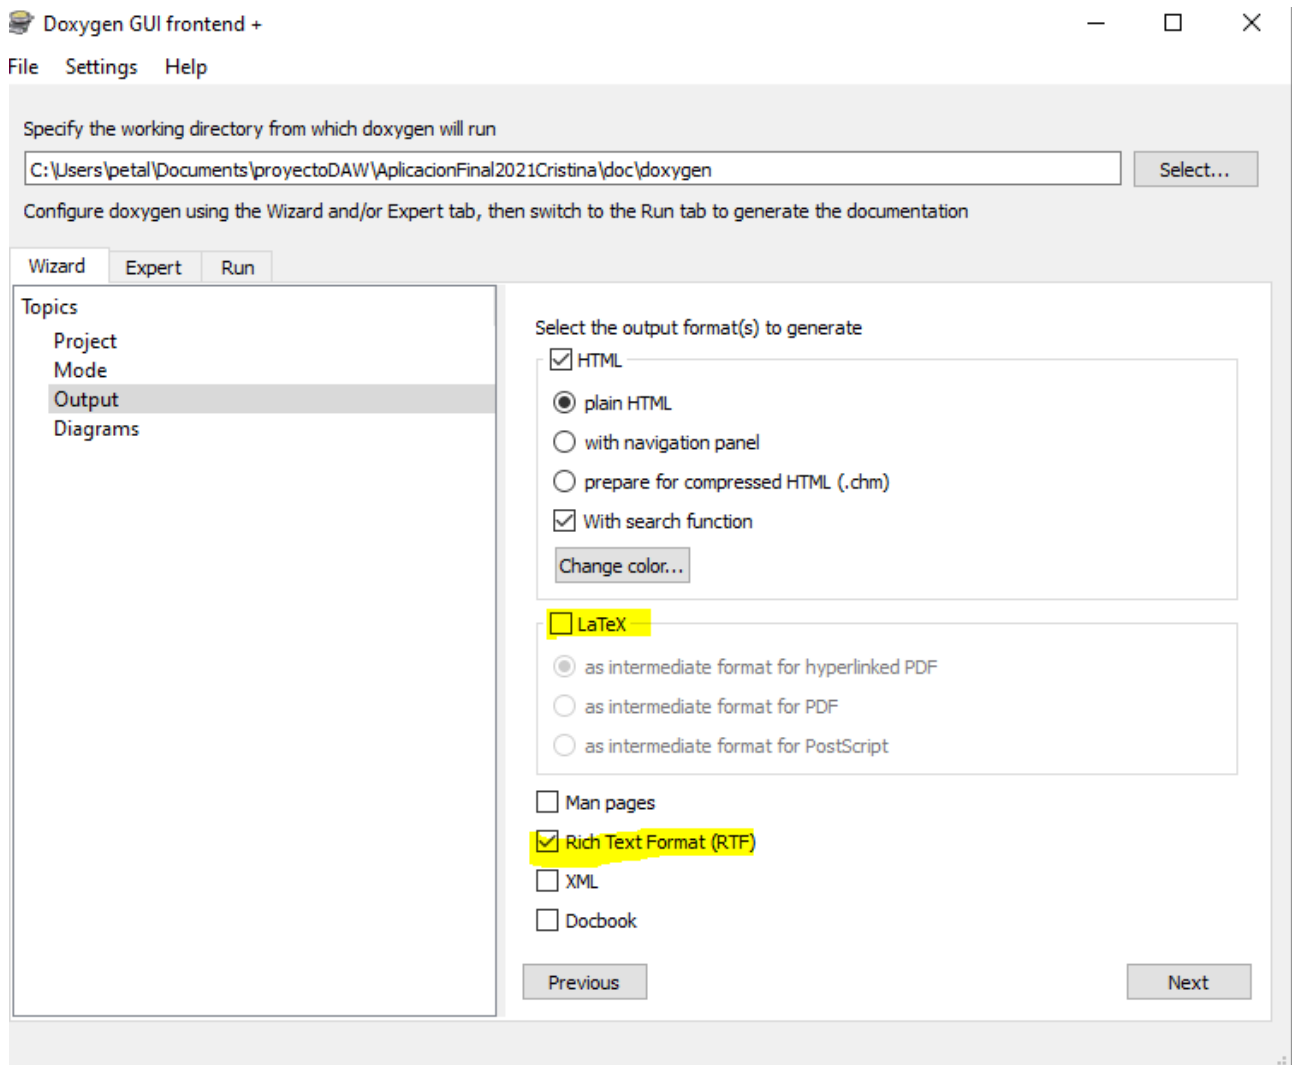 Doxygen GUI frontend +
File Settings Help
Specify the working directory from which doxygen will run
C:\Users\petal\Documents\proyectoDAW\AplicacionFinal2021Cristina\doc\doxygen
Select...
Configure doxygen using the Wizard and/or Expert tab, then switch to the Run tab to generate the documentation
Wizard Expert Run
Topics
Project
Mode
Output
Diagrams
Select the output format(s) to generate
HTML
plain HTML
with navigation panel
prepare for compressed HTML (.chm)
With search function
Change color...
LaTeX
as intermediate format for hyperlinked PDF
as intermediate format for PDF
as intermediate format for PostScript
Man pages
Rich Text Format (RTF)
XML
Docbook
Previous Next